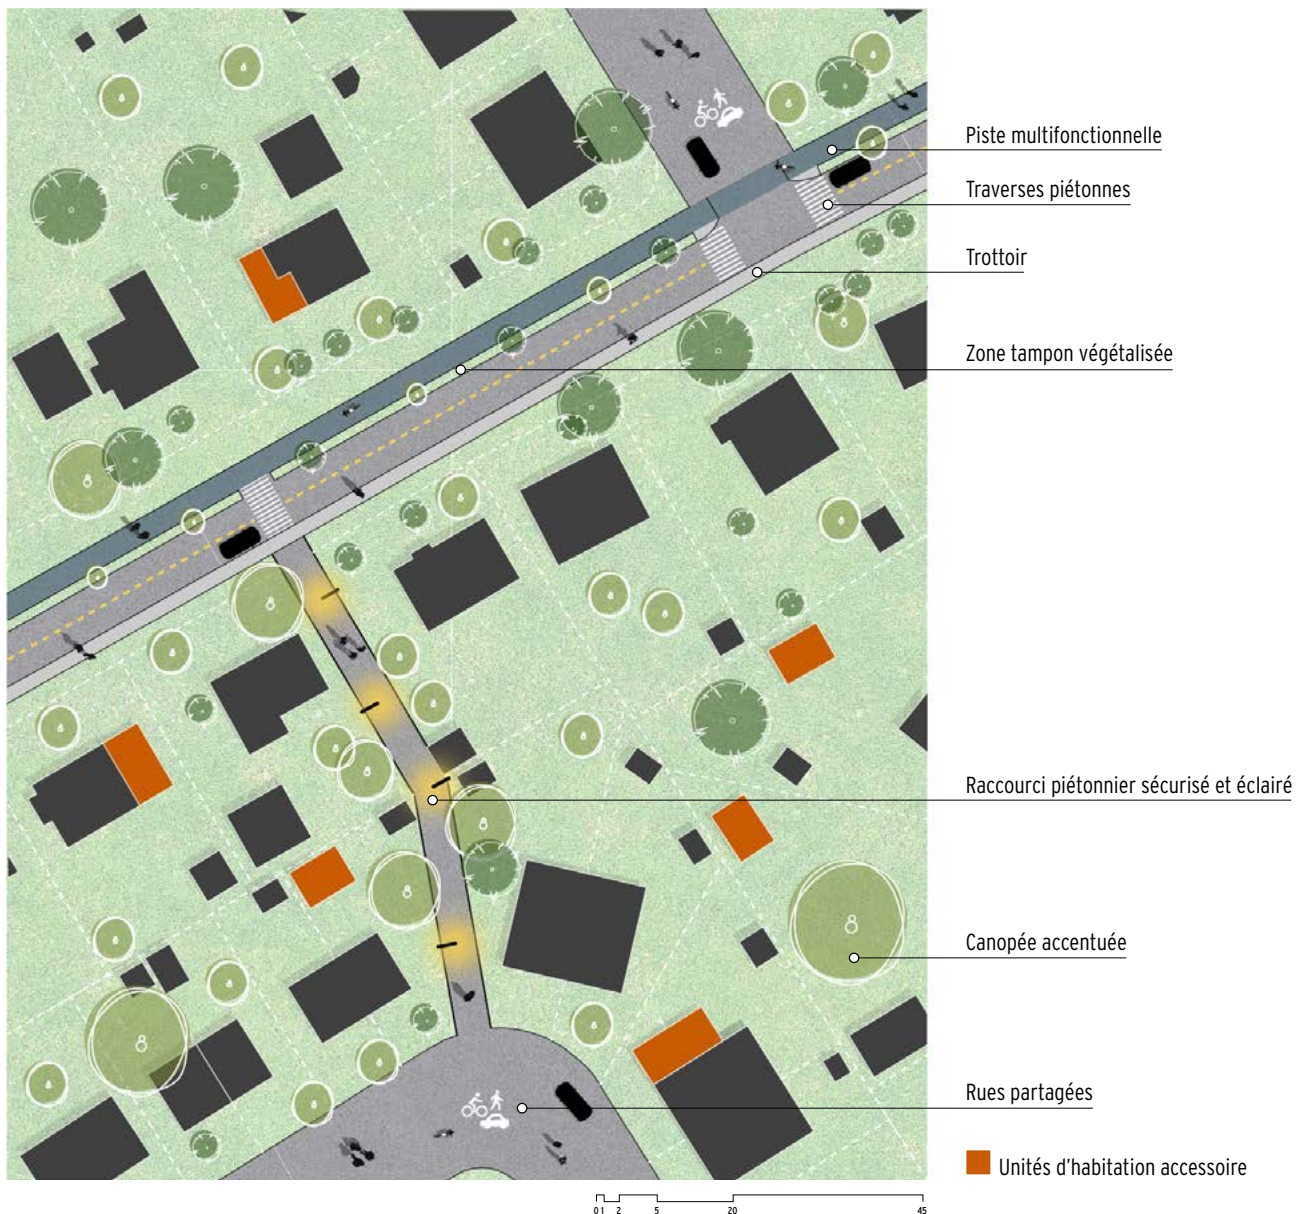 Piste multifonctionnelle
Traverses piétonnes
Trottoir
Zone tampon végétalisée
Raccourci piétonnier sécurisé et éclairé
Canopée accentuée
Rues partagées
Unités d'habitation accessoire
0 1 2 5 20 45